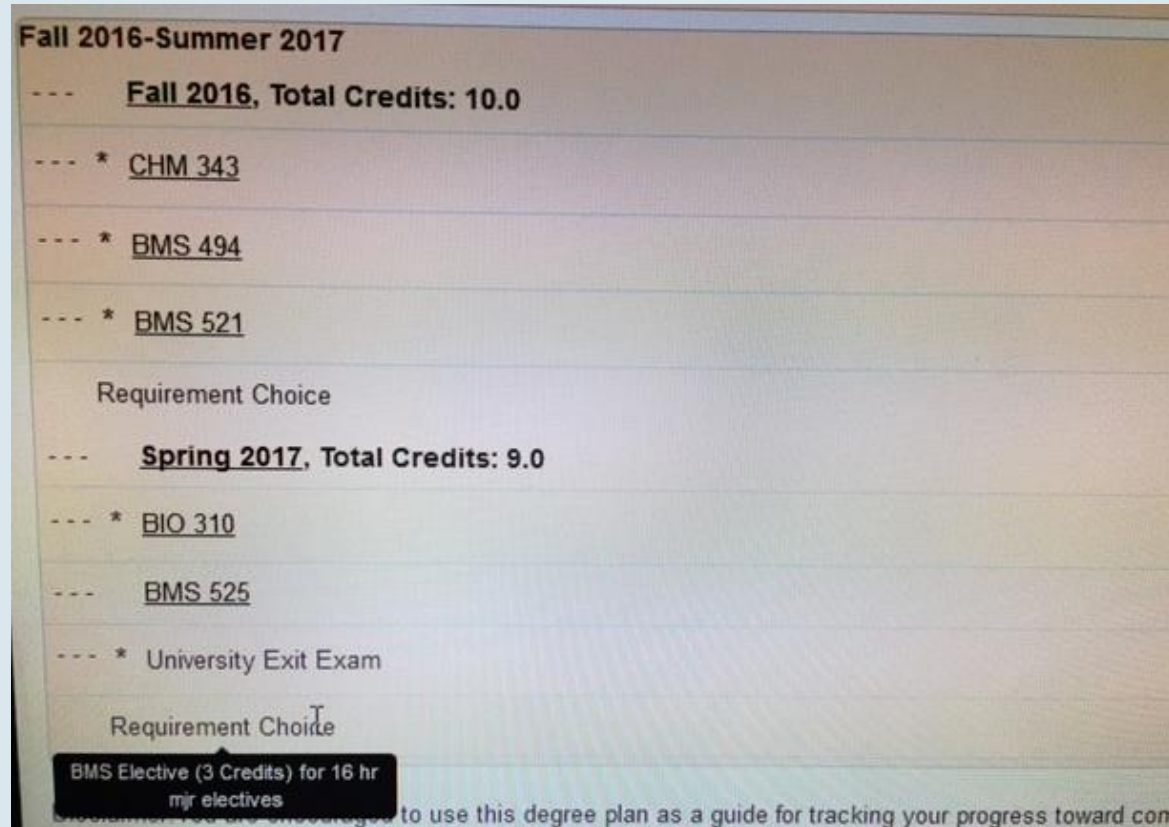 Fall 2016-Summer 2017
--- Fall 2016, Total Credits: 10.0
--- * CHM 343
--- * BMS 494
--- * BMS 521
Requirement Choice
--- Spring 2017, Total Credits: 9.0
--- * BIO 310
--- BMS 525
--- * University Exit Exam
Requirement Choice
BMS Elective (3 Credits) for 16 hr
mjr electives
to use this degree plan as a guide for tracking your progress toward com